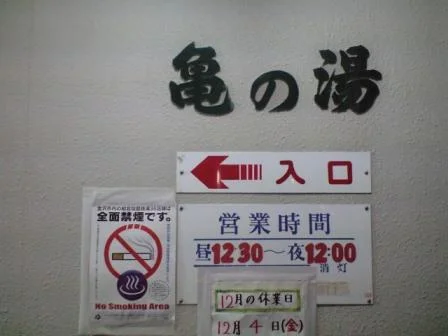 亀の湯
入口
営業時間
昼12:30～夜12:00
消灯
全面禁煙です。
No Smoking Area
12月の休業日
12月4日(金)